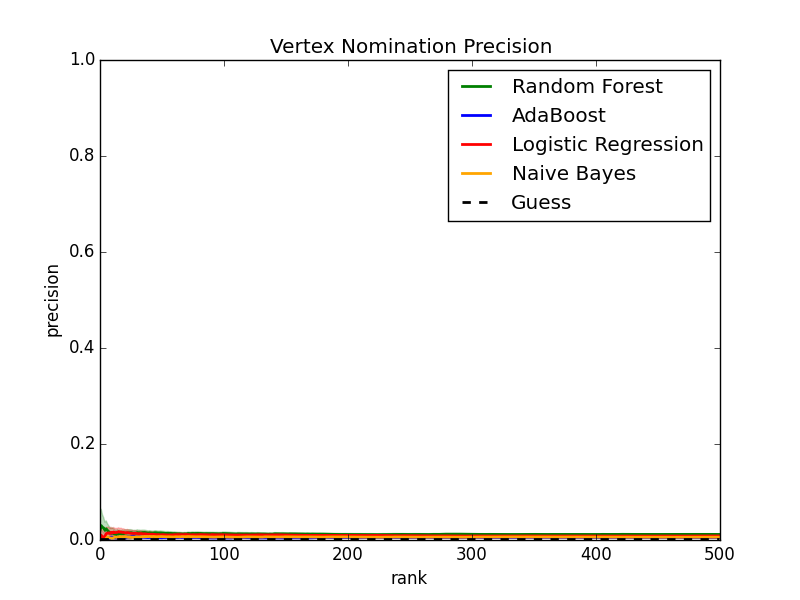 Vertex Nomination Precision
1.0
0.8
0.6
0.4
0.2
0.0
precision
Random Forest
AdaBoost
Logistic Regression
Naive Bayes
Guess
0
100
200
300
400
500
rank